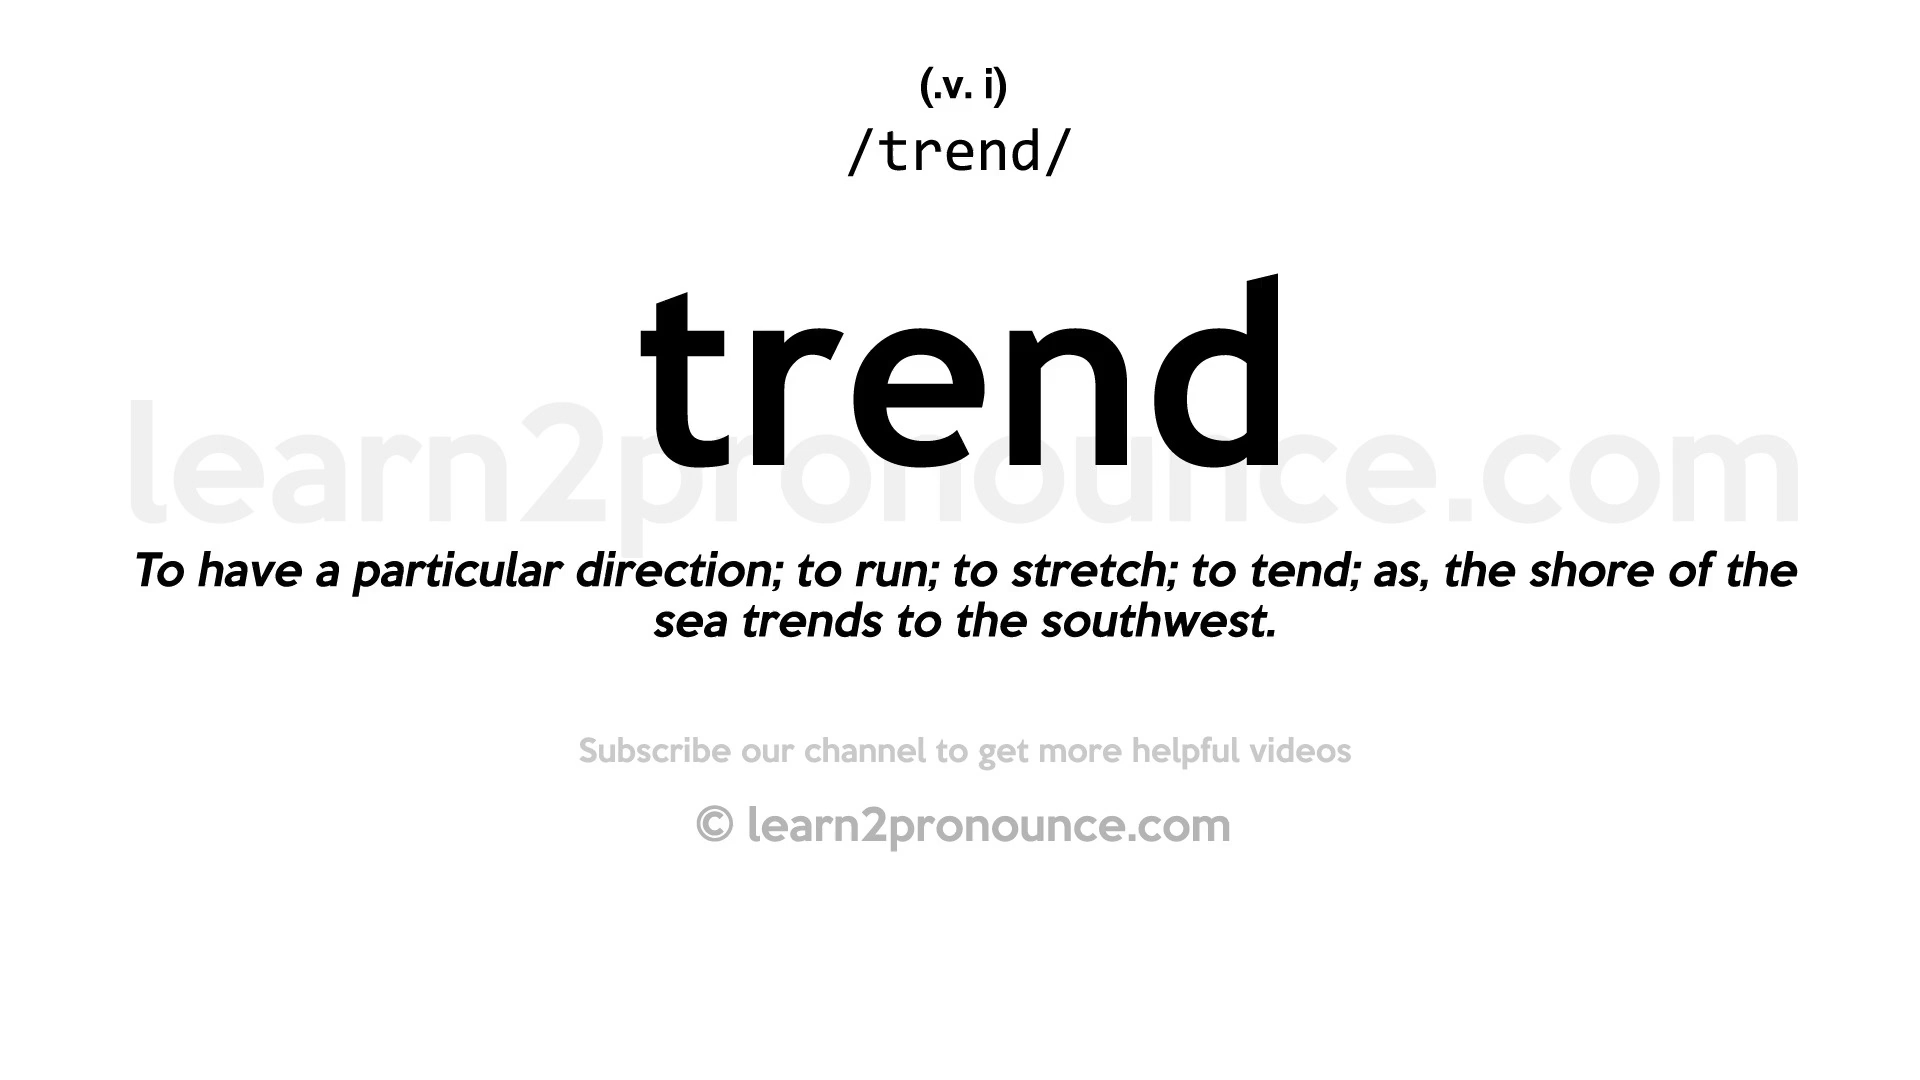 (.v. i)
/trend/
trend
learn2pronounce.com
To have a particular direction; to run; to stretch; to tend; as, the shore of the
sea trends to the southwest.
Subscribe our channel to get more helpful videos
© learn2pronounce.com